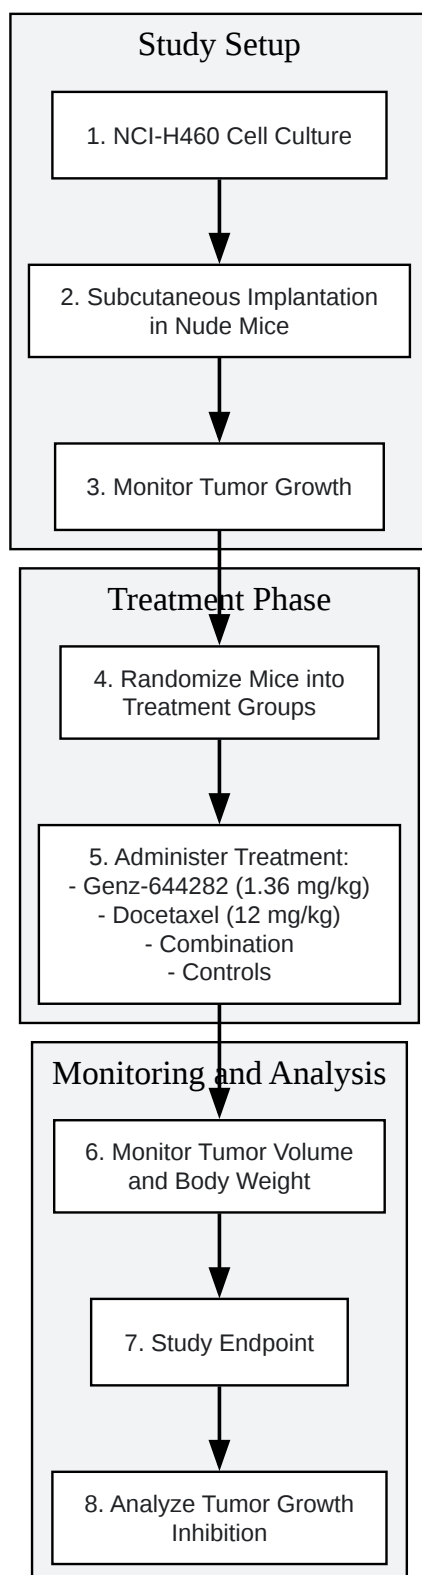 Study Setup
1. NCI-H460 Cell Culture
2. Subcutaneous Implantation
in Nude Mice
3. Monitor Tumor Growth
Treatment Phase
4. Randomize Mice into
Treatment Groups
5. Administer Treatment:
- Genz-644282 (1.36 mg/kg)
- Docetaxel (12 mg/kg)
- Combination
- Controls
Monitoring and Analysis
6. Monitor Tumor Volume
and Body Weight
7. Study Endpoint
8. Analyze Tumor Growth
Inhibition